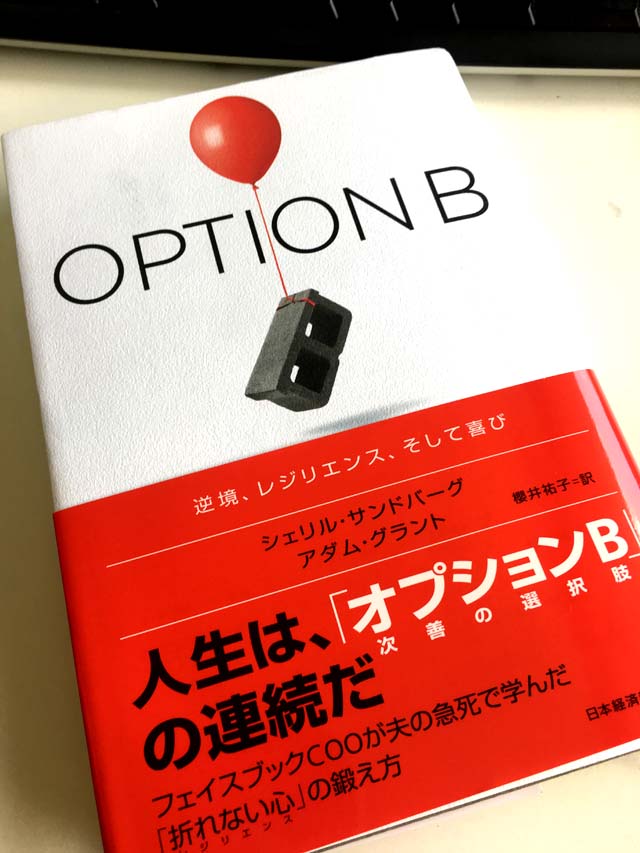 OPTION B
逆境、レジリエンス、そして喜び
シェリル・サンドバーグ
アダム・グラント
櫻井祐子=訳
人生は、「オプションB」
次善の選択肢
の連続だ
フェイスブックCOOが夫の急死で学んだ
「折れない心」の鍛え方
レジリエンス
日本経済